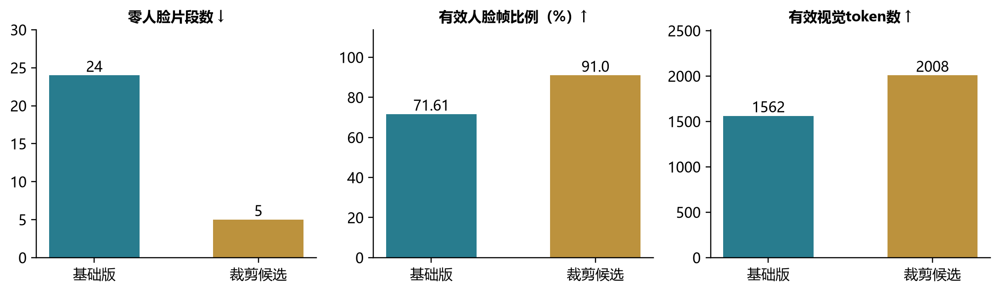 零人脸片段数 ↓
30
25
20
15
10
5
0
24
5
基础版
裁剪候选
有效人脸帧比例（%）↑
100
80
60
40
20
0
71.61
91.0
基础版
裁剪候选
有效视觉token数 ↑
2500
2000
1500
1000
500
0
1562
2008
基础版
裁剪候选